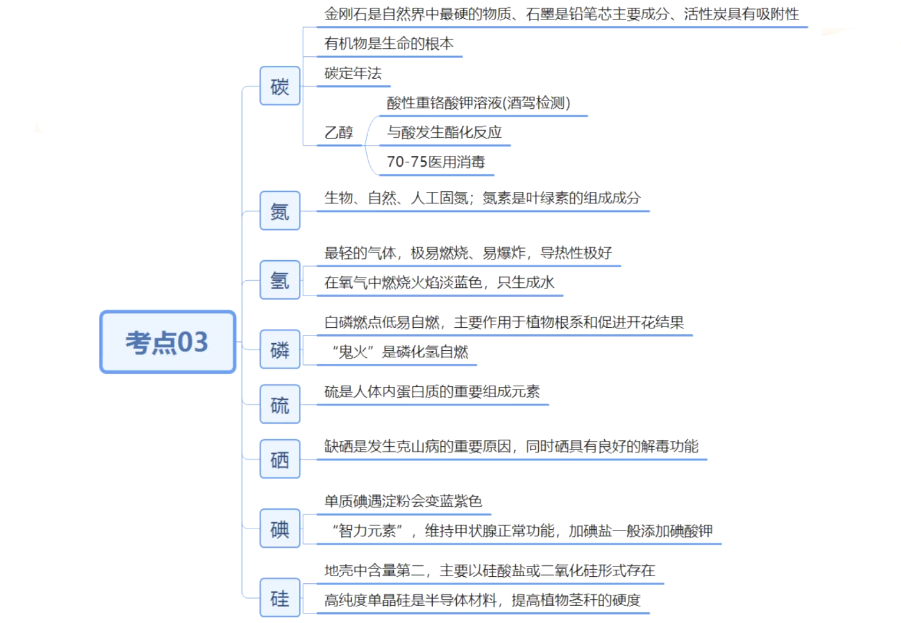 考点03
碳
金刚石是自然界中最硬的物质、石墨是铅笔芯主要成分、活性炭具有吸附性
有机物是生命的根本
碳定年法
乙醇
酸性重铬酸钾溶液(酒驾检测)
与酸发生酯化反应
70-75医用消毒
氮
生物、自然、人工固氮；氮素是叶绿素的组成成分
氢
最轻的气体，极易燃烧、易爆炸，导热性极好
在氧气中燃烧火焰淡蓝色，只生成水
磷
白磷燃点低易自燃，主要作用于植物根系和促进开花结果
“鬼火”是磷化氢自燃
硫
硫是人体内蛋白质的重要组成元素
硒
缺硒是发生克山病的重要原因，同时硒具有良好的解毒功能
碘
单质碘遇淀粉会变蓝紫色
“智力元素”，维持甲状腺正常功能，加碘盐一般添加碘酸钾
硅
地壳中含量第二，主要以硅酸盐或二氧化硅形式存在
高纯度单晶硅是半导体材料，提高植物茎秆的硬度